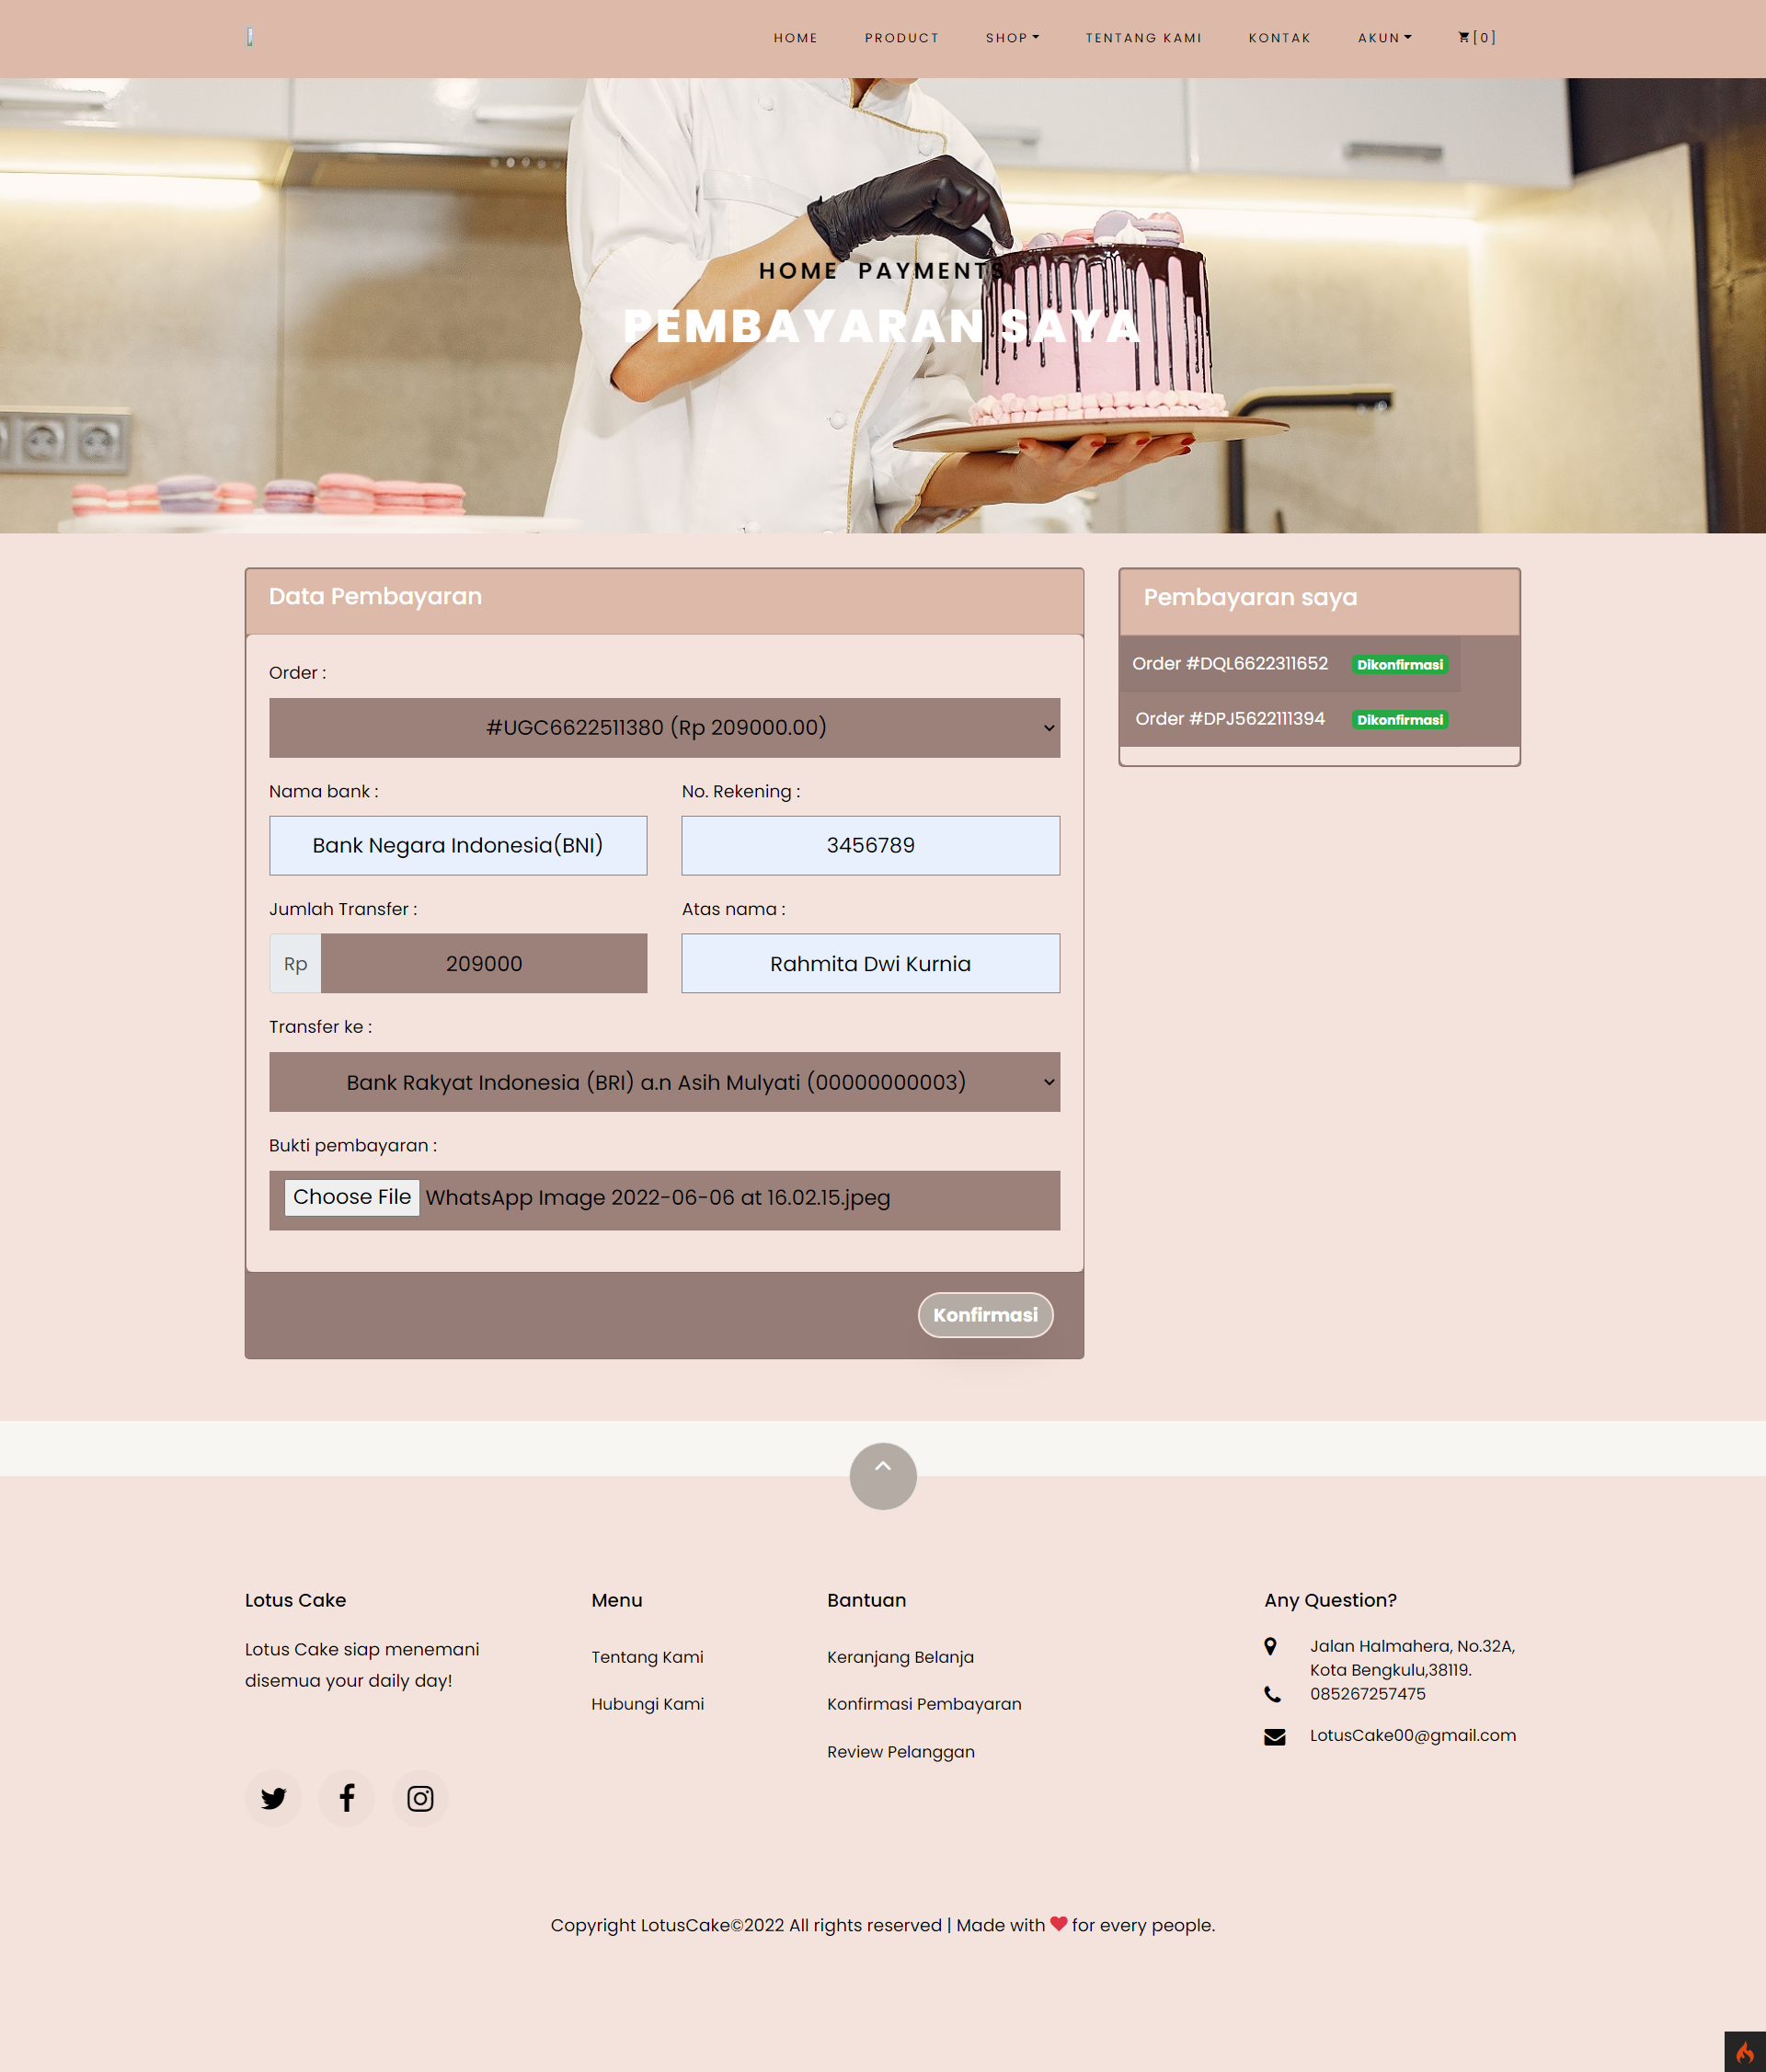 HOME PRODUCT SHOP TENTANG KAMI KONTAK AKUN [0]
HOME PAYMENTS
PEMBAYARAN SAYA
Data Pembayaran
Order :
#UGC6622511380 (Rp 209000.00)
Nama bank : No. Rekening :
Bank Negara Indonesia(BNI) 3456789
Jumlah Transfer : Atas nama :
Rp 209000 Rahmita Dwi Kurnia
Transfer ke :
Bank Rakyat Indonesia (BRI) a.n Asih Mulyati (00000000003)
Bukti pembayaran :
Choose File WhatsApp Image 2022-06-06 at 16.02.15.jpeg
Konfirmasi
Pembayaran saya
Order #DQL6622311652 Dikonfirmasi
Order #DPJ5622111394 Dikonfirmasi
Lotus Cake
Lotus Cake siap menemani
disemua your daily day!
Menu
Tentang Kami
Hubungi Kami
Bantuan
Keranjang Belanja
Konfirmasi Pembayaran
Review Pelanggan
Any Question?
Jalan Halmahera, No.32A,
Kota Bengkulu,38119.
085267257475
LotusCake00@gmail.com
Copyright LotusCake©2022 All rights reserved | Made with ❤ for every people.